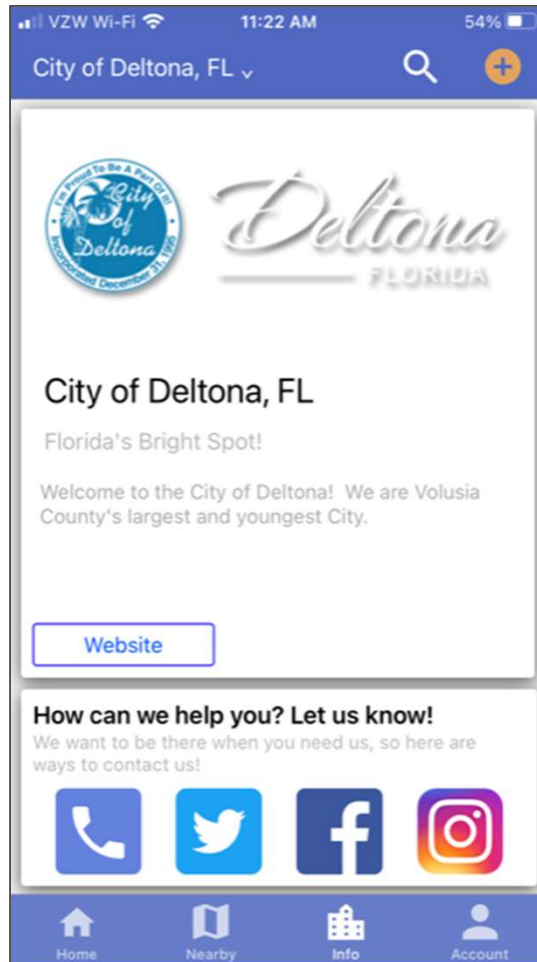 VZW Wi-Fi 11:22 AM 54%
City of Deltona, FL
I'm Proud To Be A Part Of It!
City
of
Deltona
Incorporated December 31, 1995
Deltona
FLORIDA
City of Deltona, FL
Florida's Bright Spot!
Welcome to the City of Deltona! We are Volusia
County's largest and youngest City.
Website
How can we help you? Let us know!
We want to be there when you need us, so here are
ways to contact us!
Home Nearby Info Account